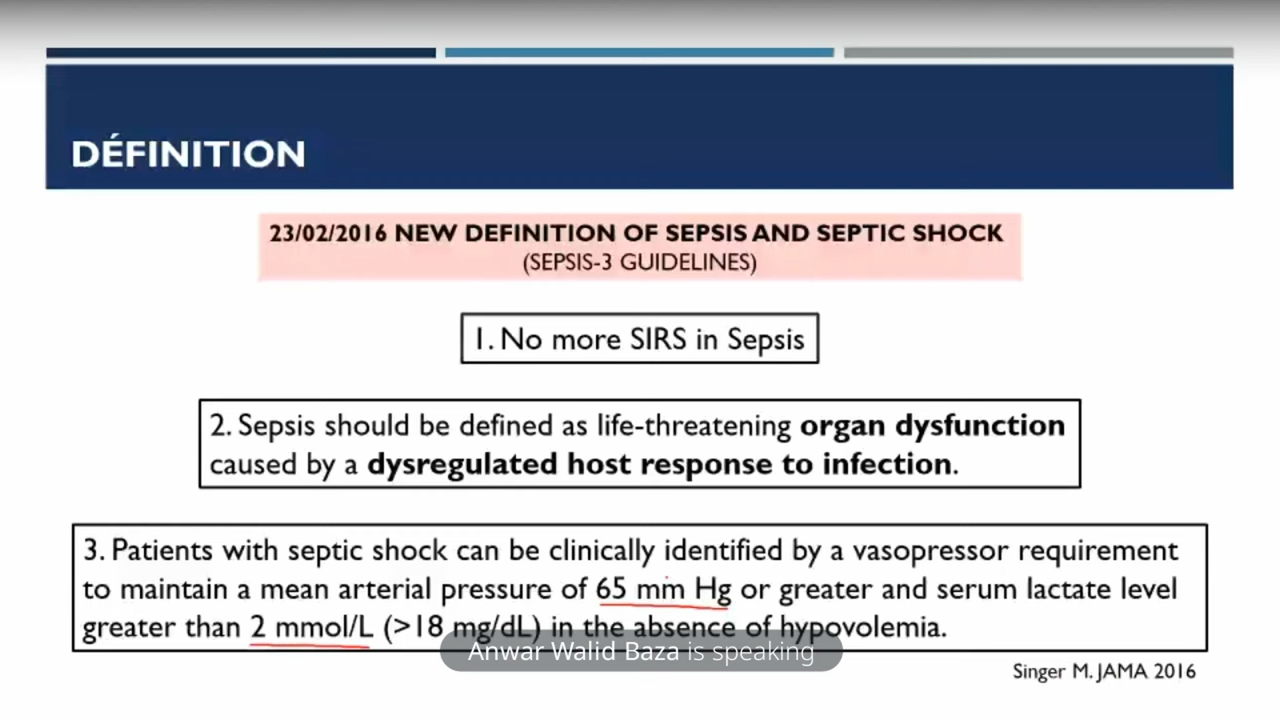 DÉFINITION
23/02/2016 NEW DEFINITION OF SEPSIS AND SEPTIC SHOCK
(SEPSIS-3 GUIDELINES)
1. No more SIRS in Sepsis
2. Sepsis should be defined as life-threatening organ dysfunction
caused by a dysregulated host response to infection.
3. Patients with septic shock can be clinically identified by a vasopressor requirement
to maintain a mean arterial pressure of 65 mm Hg or greater and serum lactate level
greater than 2 mmol/L (>18 mg/dL) in the absence of hypovolemia.
Anwar Walid Baza is speaking
Singer M. JAMA 2016